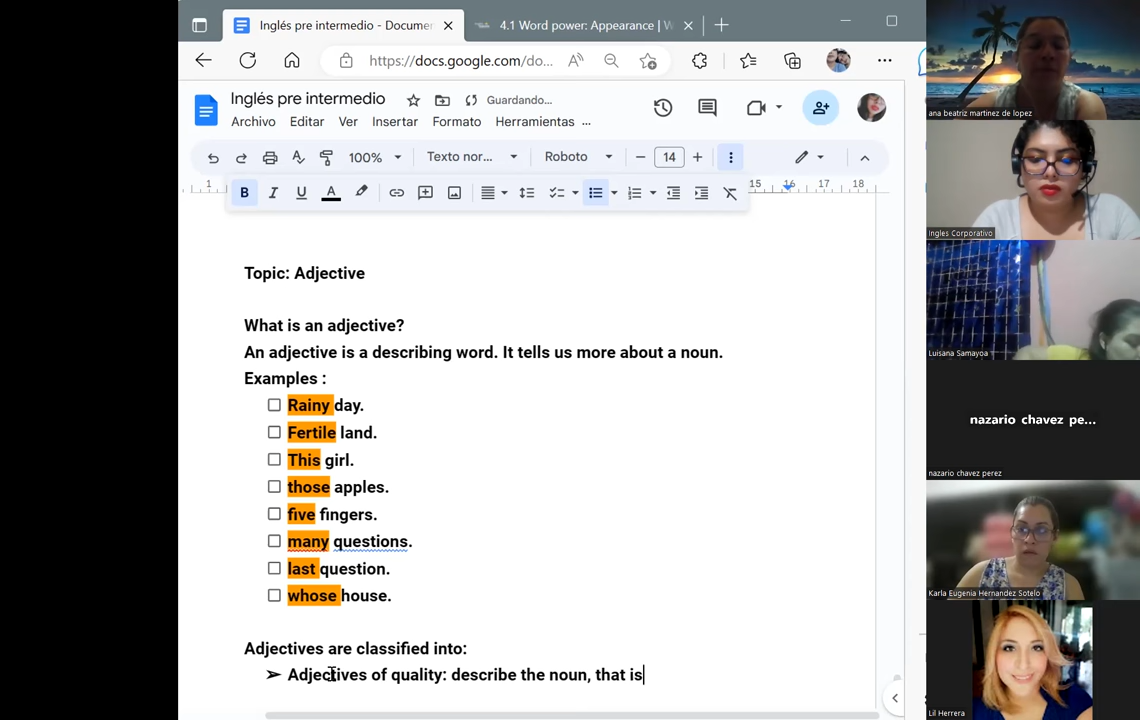 Inglés pre intermedio - Documen
4.1 Word power: Appearance | W
https://docs.google.com/do...
Inglés pre intermedio
Guardando...
Archivo Editar Ver Insertar Formato Herramientas ...
100% Texto nor... Roboto 14
B I U A
1 15 16 17 18
Topic: Adjective
What is an adjective?
An adjective is a describing word. It tells us more about a noun.
Examples :
Rainy day.
Fertile land.
This girl.
those apples.
five fingers.
many questions.
last question.
whose house.
Adjectives are classified into:
➢ Adjectives of quality: describe the noun, that is
ana beatriz martinez de lopez
Ingles Corporativo
Luisana Samayoa
nazario chavez pe...
nazario chavez perez
Karla Eugenia Hernandez Sotelo
Lil Herrera